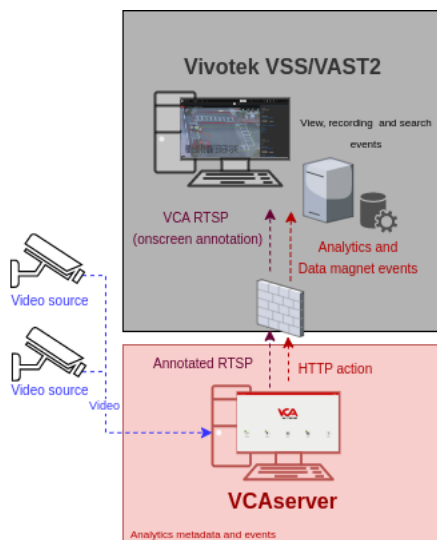 Vivotek VSS/VAST2
View, recording and search
events
VCA RTSP
(onscreen annotation)
Analytics and
Data magnet events
Video source
Video source
Video
Annotated RTSP
HTTP action
VCA
VCAserver
Analytics metadata and events